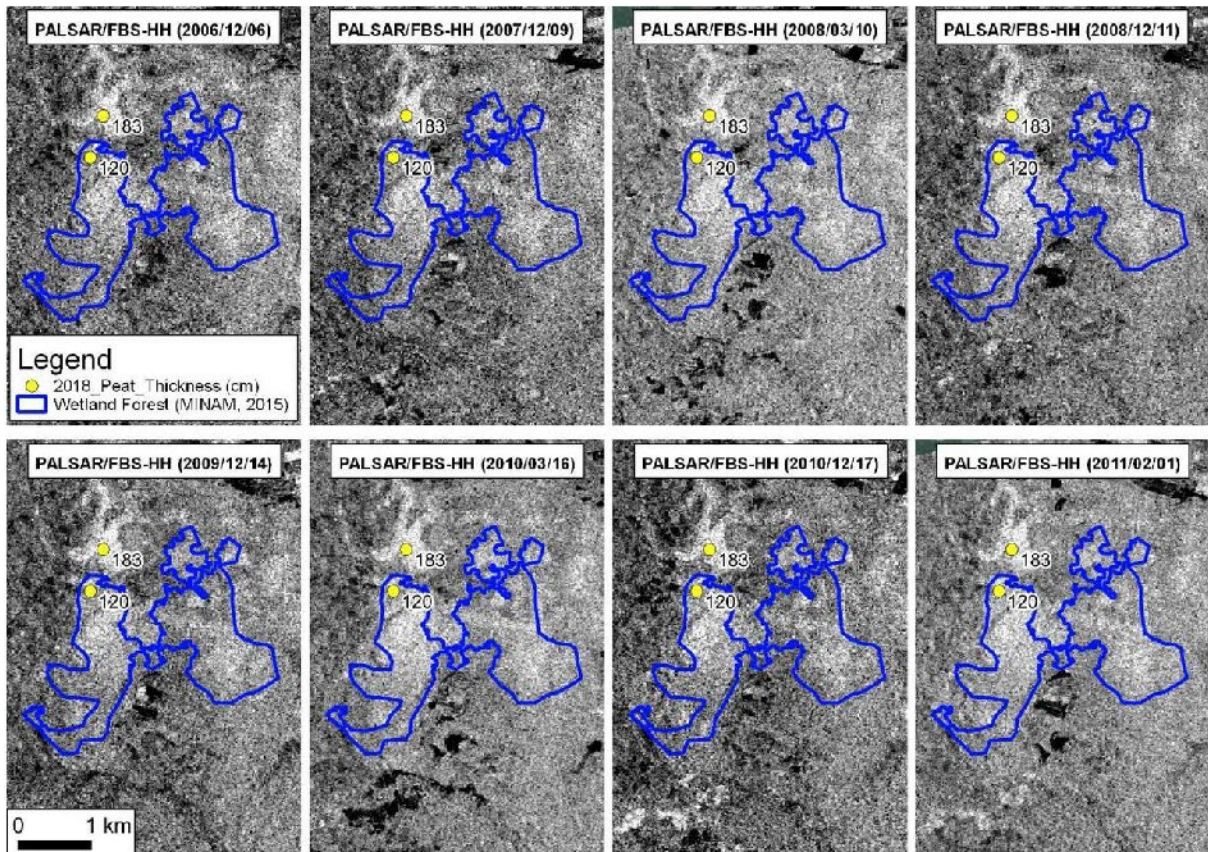 PALSAR/FBS-HH (2006/12/06)
183
120
Legend
2018_Peat_Thickness (cm)
Wetland Forest (MINAM, 2015)
PALSAR/FBS-HH (2007/12/09)
183
120
PALSAR/FBS-HH (2008/03/10)
183
120
PALSAR/FBS-HH (2008/12/11)
183
120
PALSAR/FBS-HH (2009/12/14)
183
120
0 1 km
PALSAR/FBS-HH (2010/03/16)
183
120
PALSAR/FBS-HH (2010/12/17)
183
120
PALSAR/FBS-HH (2011/02/01)
183
120